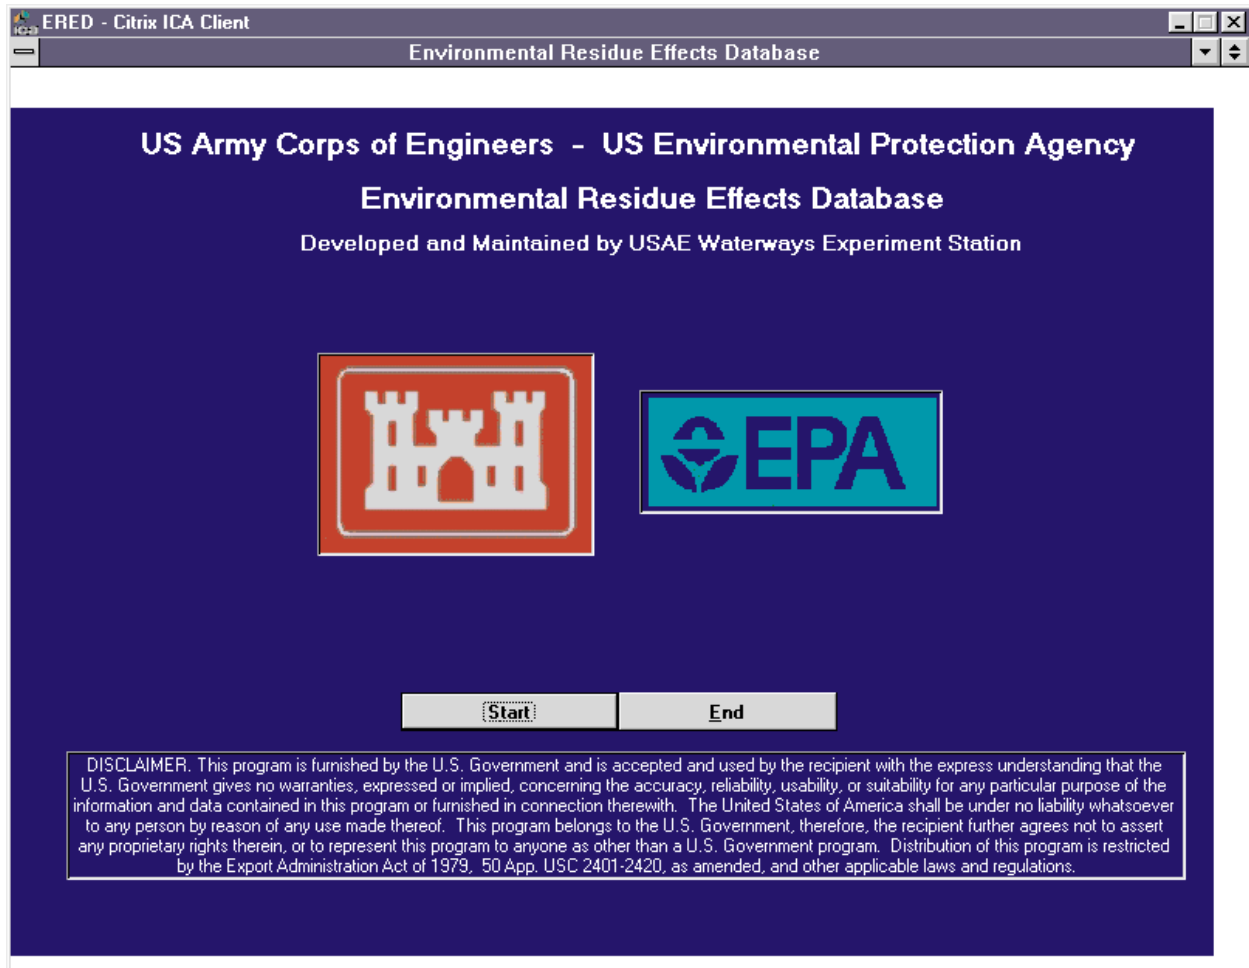 ERED - Citrix ICA Client
Environmental Residue Effects Database
US Army Corps of Engineers - US Environmental Protection Agency
Environmental Residue Effects Database
Developed and Maintained by USAE Waterways Experiment Station
EPA
Start End
DISCLAIMER. This program is furnished by the U.S. Government and is accepted and used by the recipient with the express understanding that the
U.S. Government gives no warranties, expressed or implied, concerning the accuracy, reliability, usability, or suitability for any particular purpose of the
information and data contained in this program or furnished in connection therewith. The United States of America shall be under no liability whatsoever
to any person by reason of any use made thereof. This program belongs to the U.S. Government, therefore, the recipient further agrees not to assert
any proprietary rights therein, or to represent this program to anyone as other than a U.S. Government program. Distribution of this program is restricted
by the Export Administration Act of 1979, 50 App. USC 2401-2420, as amended, and other applicable laws and regulations.